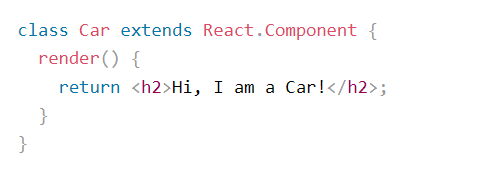 class Car extends React.Component {
  render() {
    return <h2>Hi, I am a Car!</h2>;
  }
}